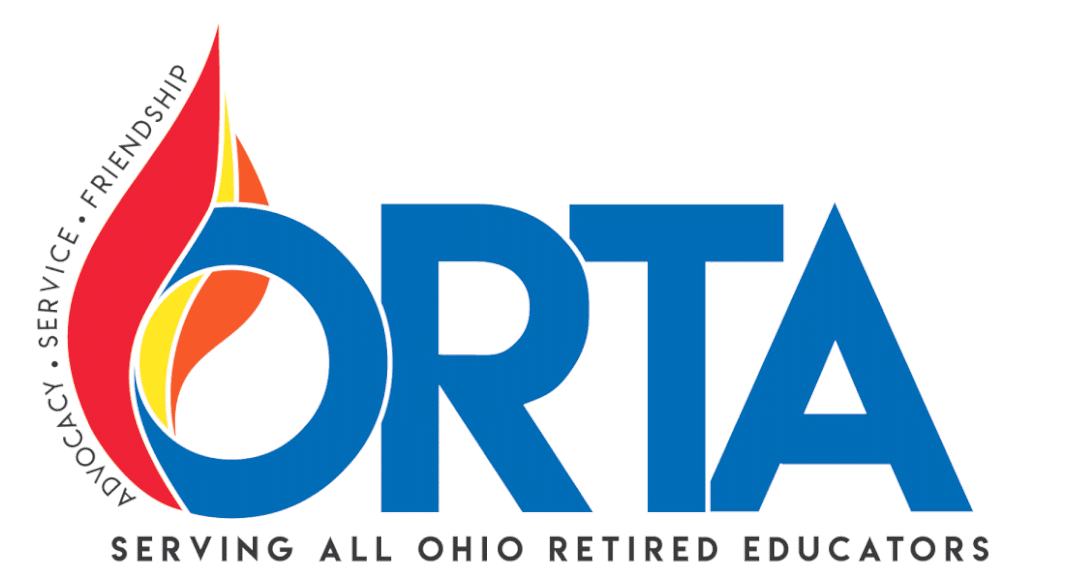 ADVOCACY • SERVICE • FRIENDSHIP
ORTA
SERVING ALL OHIO RETIRED EDUCATORS